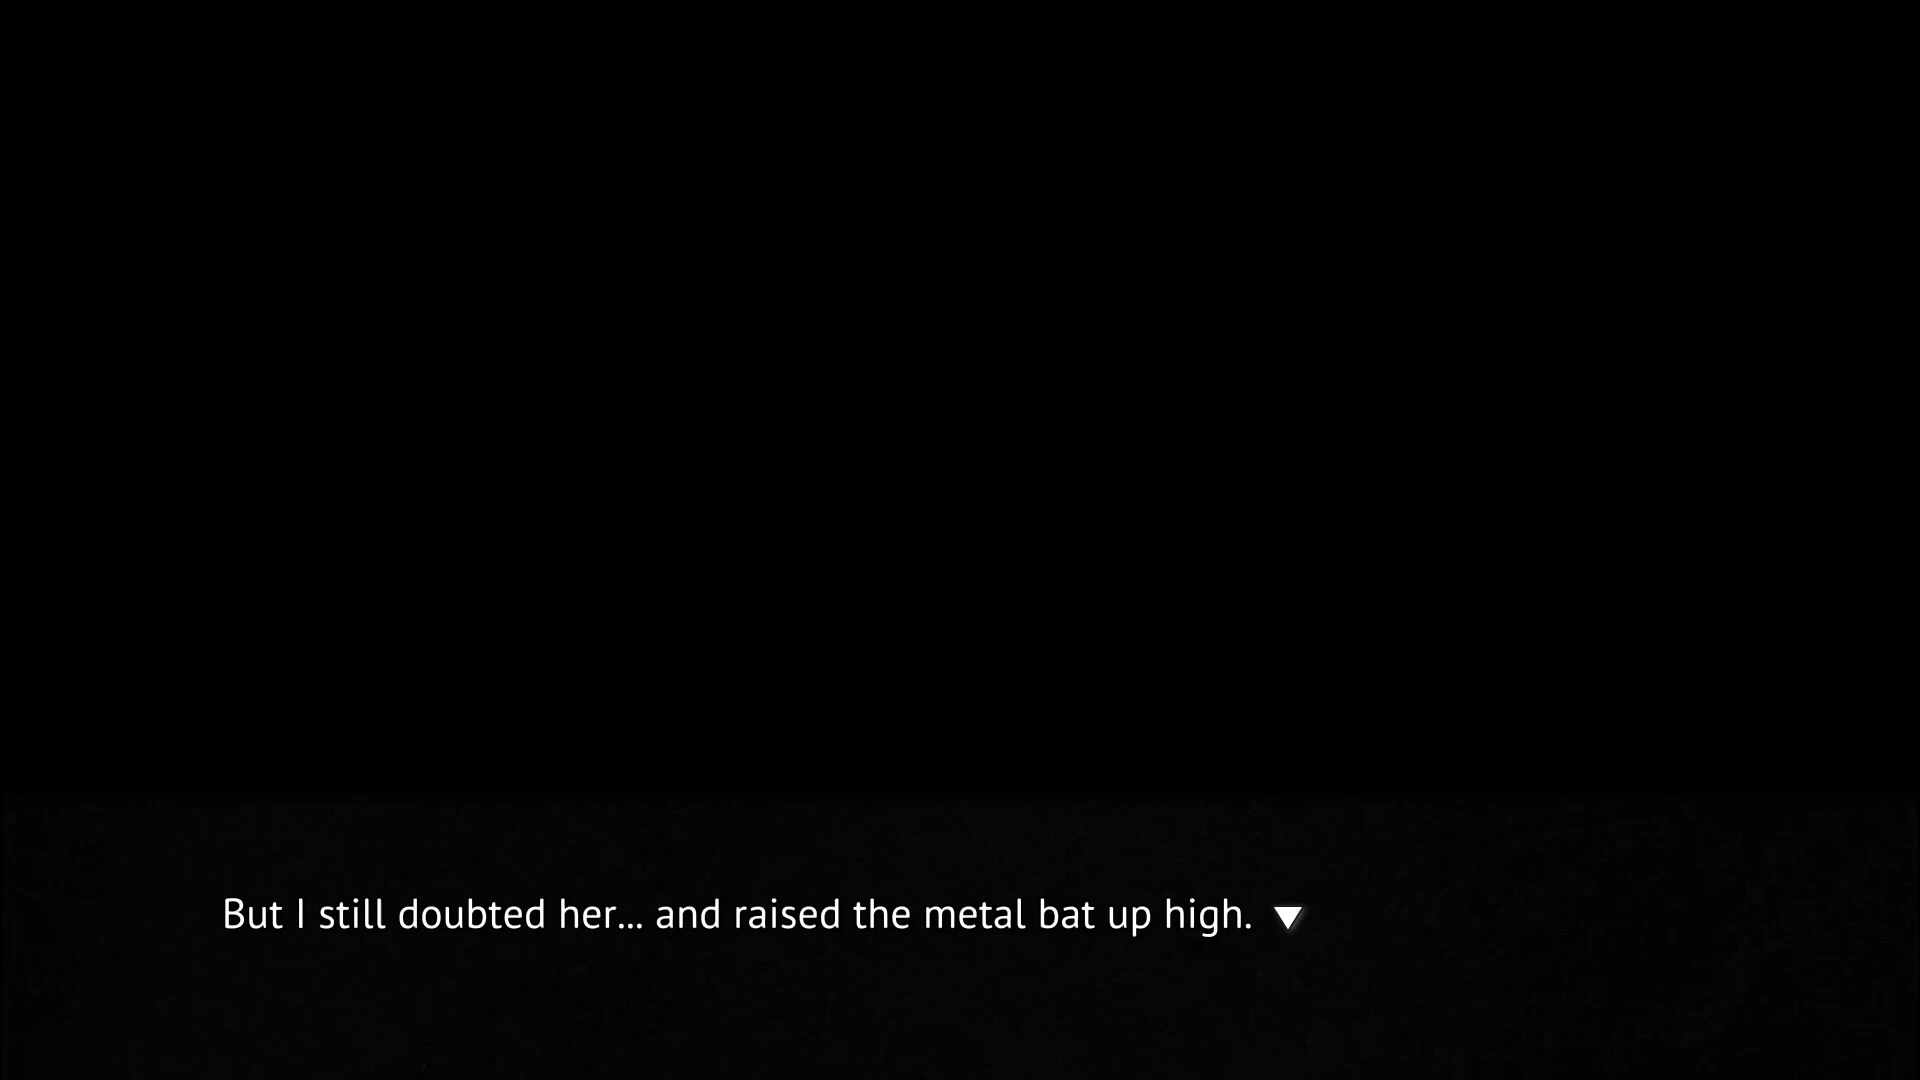 But I still doubted her... and raised the metal bat up high.